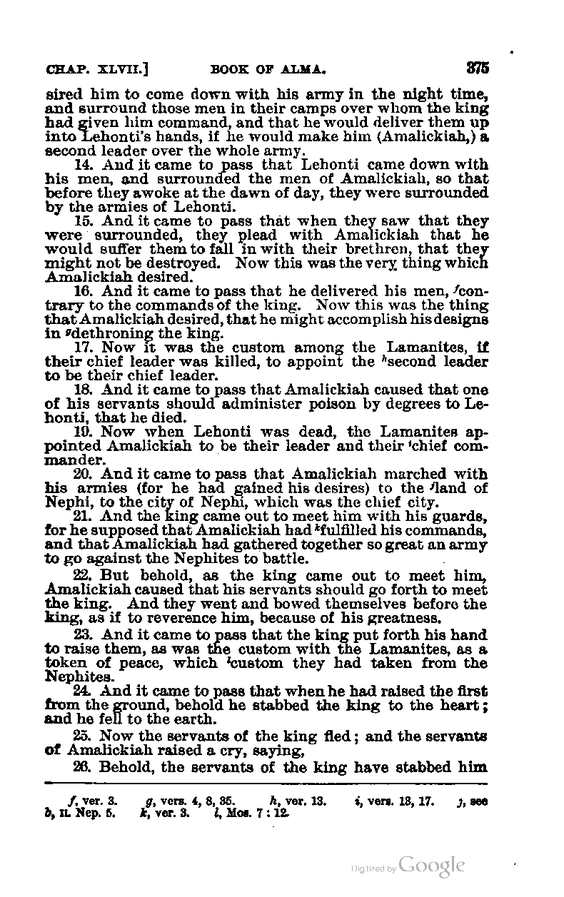 CHAP. XLVII.] BOOK OF ALMA. 375
sired him to come down with his army in the night time,
and surround those men in their camps over whom the king
had given him command, and that he would deliver them up
into Lehonti's hands, if he would make him (Amalickiah,) a
second leader over the whole army.
14. And it came to pass that Lehonti came down with
his men, and surrounded the men of Amalickiah, so that
before they awoke at the dawn of day, they were surrounded
by the armies of Lehonti.
15. And it came to pass that when they saw that they
were surrounded, they plead with Amalickiah that he
would suffer them to fall in with their brethren, that they
might not be destroyed. Now this was the very thing which
Amalickiah desired.
16. And it came to pass that he delivered his men, fcon-
trary to the commands of the king. Now this was the thing
that Amalickiah desired, that he might accomplish his designs
in gdethroning the king.
17. Now it was the custom among the Lamanites, if
their chief leader was killed, to appoint the hsecond leader
to be their chief leader.
18. And it came to pass that Amalickiah caused that one
of his servants should administer poison by degrees to Le-
honti, that he died.
19. Now when Lehonti was dead, the Lamanites ap-
pointed Amalickiah to be their leader and their ichief com-
mander.
20. And it came to pass that Amalickiah marched with
his armies (for he had gained his desires) to the jland of
Nephi, to the city of Nephi, which was the chief city.
21. And the king came out to meet him with his guards,
for he supposed that Amalickiah had kfulfilled his commands,
and that Amalickiah had gathered together so great an army
to go against the Nephites to battle.
22. But behold, as the king came out to meet him,
Amalickiah caused that his servants should go forth to meet
the king. And they went and bowed themselves before the
king, as if to reverence him, because of his greatness.
23. And it came to pass that the king put forth his hand
to raise them, as was the custom with the Lamanites, as a
token of peace, which lcustom they had taken from the
Nephites.
24. And it came to pass that when he had raised the first
from the ground, behold he stabbed the king to the heart;
and he fell to the earth.
25. Now the servants of the king fled; and the servants
of Amalickiah raised a cry, saying,
26. Behold, the servants of the king have stabbed him
f, ver. 3. g, vers. 4, 8, 35. h, ver. 13. i, vers. 13, 17. j, see
b, II. Nep. 5. k, ver. 3. l, Mos. 7 : 12.
Digitized by Google